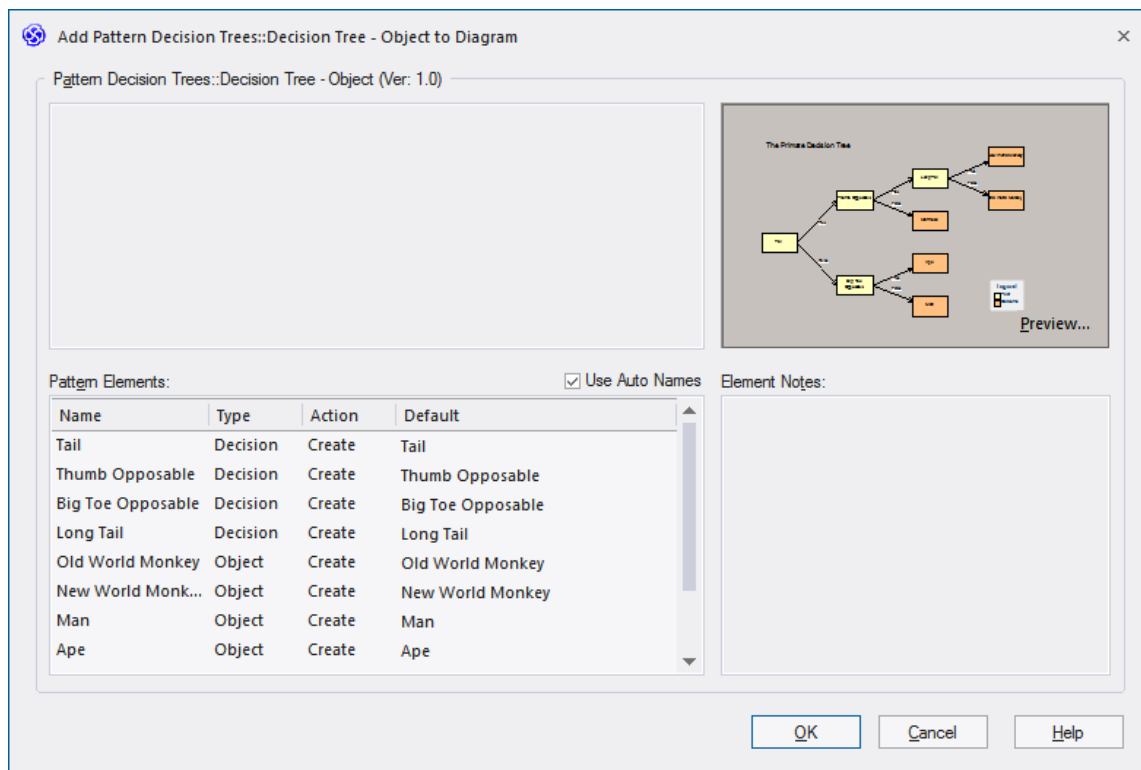 Add Pattern Decision Trees::Decision Tree - Object to Diagram
Pattern Decision Trees::Decision Tree - Object (Ver: 1.0)
The Primate Decision Tree
Preview...
Pattern Elements:
Use Auto Names
Element Notes:
Name Type Action Default
Tail Decision Create Tail
Thumb Opposable Decision Create Thumb Opposable
Big Toe Opposable Decision Create Big Toe Opposable
Long Tail Decision Create Long Tail
Old World Monkey Object Create Old World Monkey
New World Monk... Object Create New World Monkey
Man Object Create Man
Ape Object Create Ape
OK Cancel Help